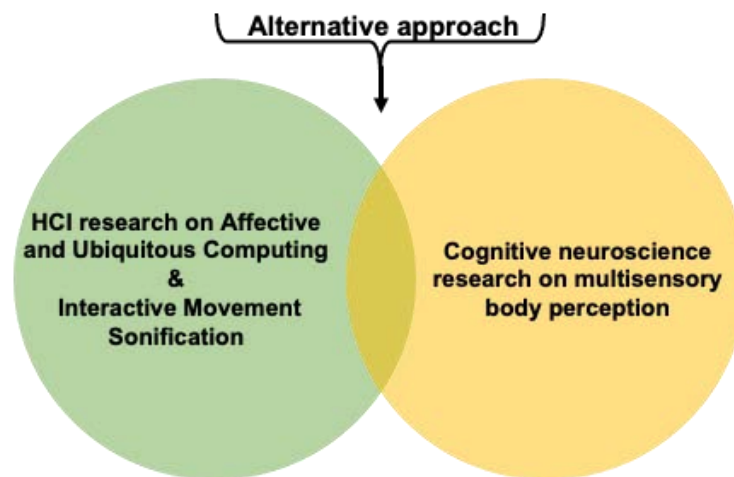 Alternative approach
HCI research on Affective
and Ubiquitous Computing
&
Interactive Movement
Sonification
Cognitive neuroscience
research on multisensory
body perception